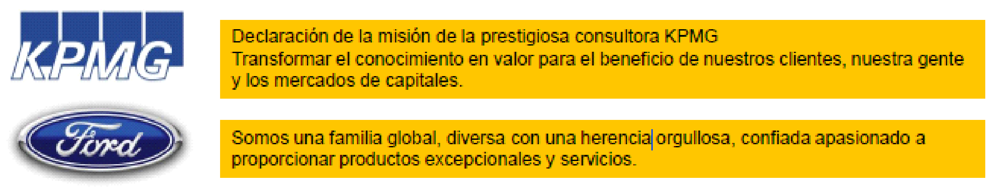 KPMG
Declaración de la misión de la prestigiosa consultora KPMG
Transformar el conocimiento en valor para el beneficio de nuestros clientes, nuestra gente
y los mercados de capitales.
Ford
Somos una familia global, diversa con una herencia orgullosa, confiada apasionado a
proporcionar productos excepcionales y servicios.